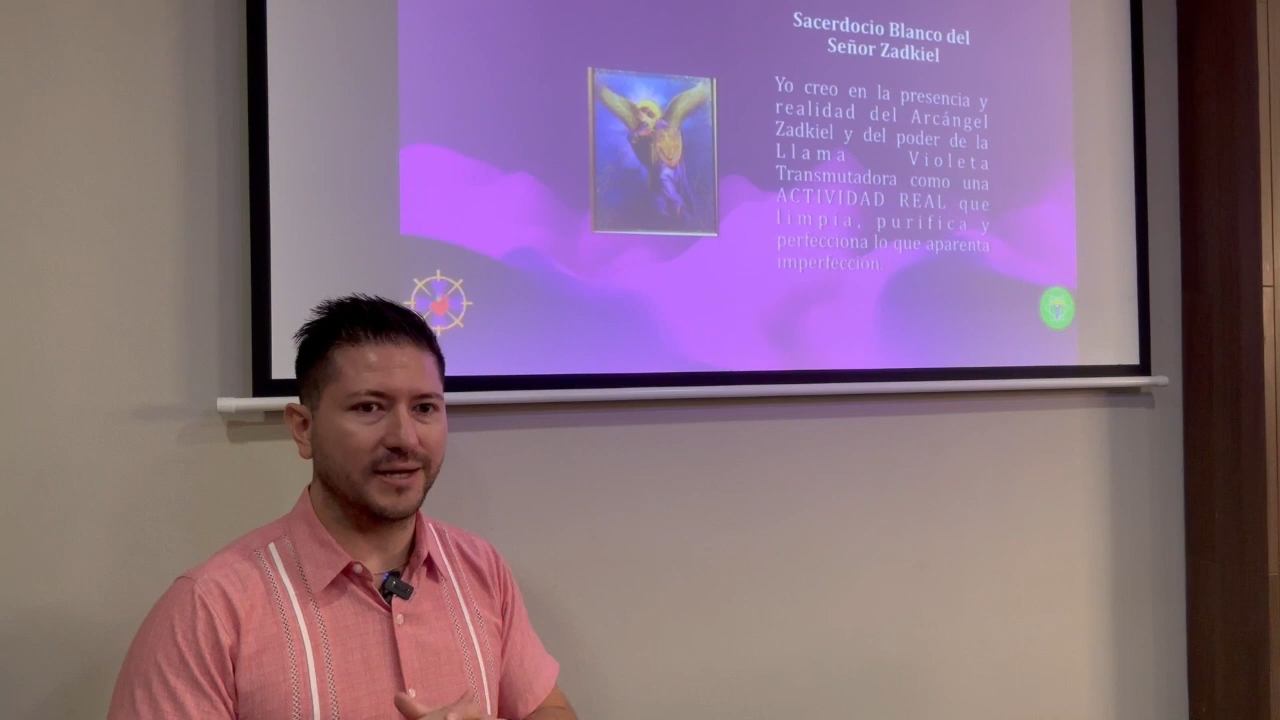 Sacerdocio Blanco del
Señor Zadkiel
Yo creo en la presencia y
realidad del Arcángel
Zadkiel y del poder de la
Llama Violeta
Transmutadora como una
ACTIVIDAD REAL que
limpia, purifica y
perfecciona lo que aparenta
imperfección.